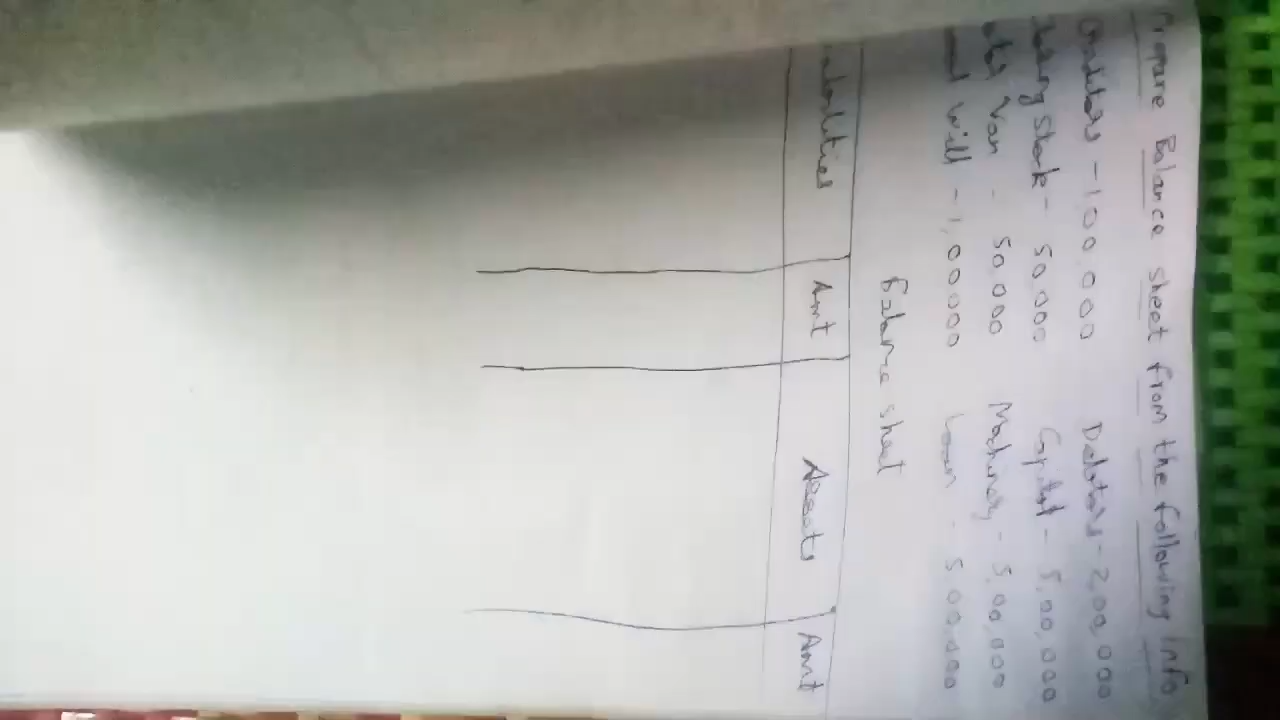 Prepare Balance sheet from the following info
Creditors - 1,00,000 Debtors - 2,00,000
Closing Stock - 50,000 Capital - 5,00,000
Van - 50,000 Machinery - 5,00,000
Will - 1,00000 Loan - 500,000
Balance sheet
Liabilities Amt Assets Amt